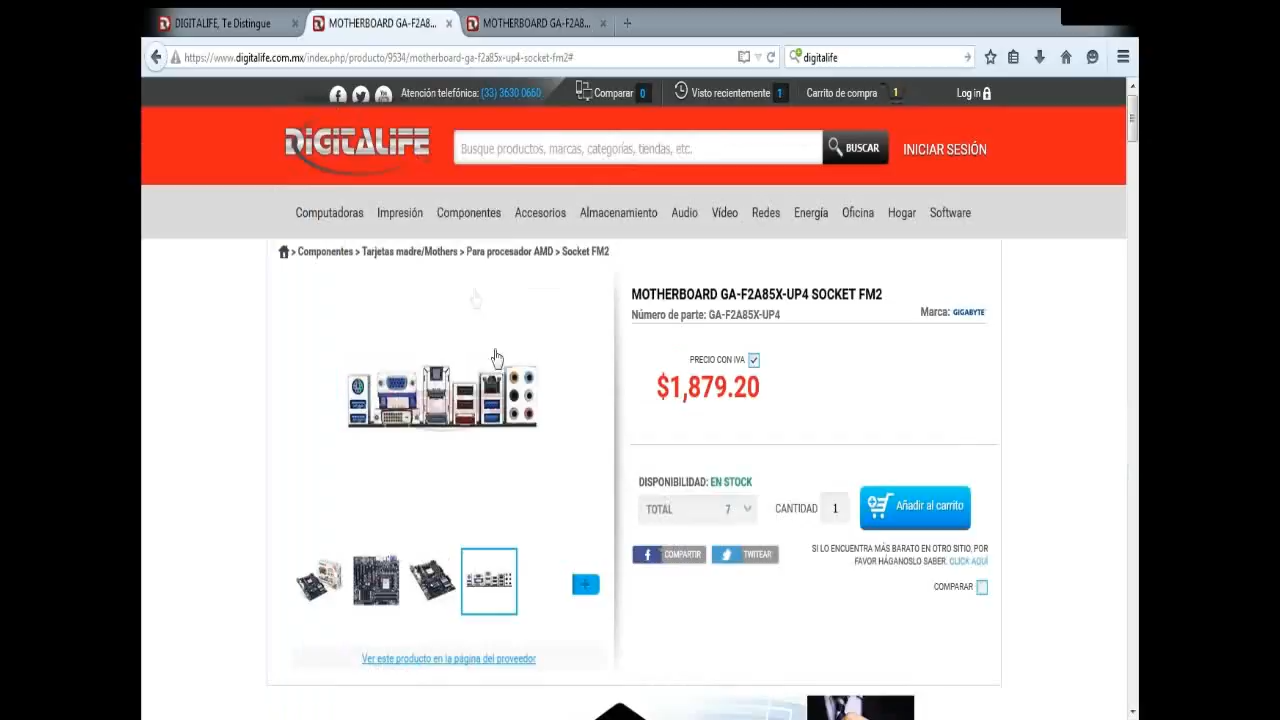 DIGITALIFE, Te Distingue
MOTHERBOARD GA-F2A8...
MOTHERBOARD GA-F2A8...
https://www.digitalife.com.mx/index.php/producto/9534/motherboard-ga-f2a85x-up4-socket-fm2#
digitalife
Atención telefónica: (33) 3630 0660
Comparar 0
Visto recientemente 1
Carrito de compra 1
Log in
DIGITALIFE
Busque productos, marcas, categorías, tiendas, etc.
BUSCAR
INICIAR SESIÓN
Computadoras Impresión Componentes Accesorios Almacenamiento Audio Vídeo Redes Energía Oficina Hogar Software
> Componentes > Tarjetas madre/Mothers > Para procesador AMD > Socket FM2
MOTHERBOARD GA-F2A85X-UP4 SOCKET FM2
Número de parte: GA-F2A85X-UP4
Marca: GIGABYTE
PRECIO CON IVA
$1,879.20
DISPONIBILIDAD: EN STOCK
TOTAL 7
CANTIDAD 1
Añadir al carrito
COMPARTIR
TWITEAR
SI LO ENCUENTRA MÁS BARATO EN OTRO SITIO, POR
FAVOR HÁGANOSLO SABER. CLICK AQUÍ
COMPARAR
Ver este producto en la página del proveedor